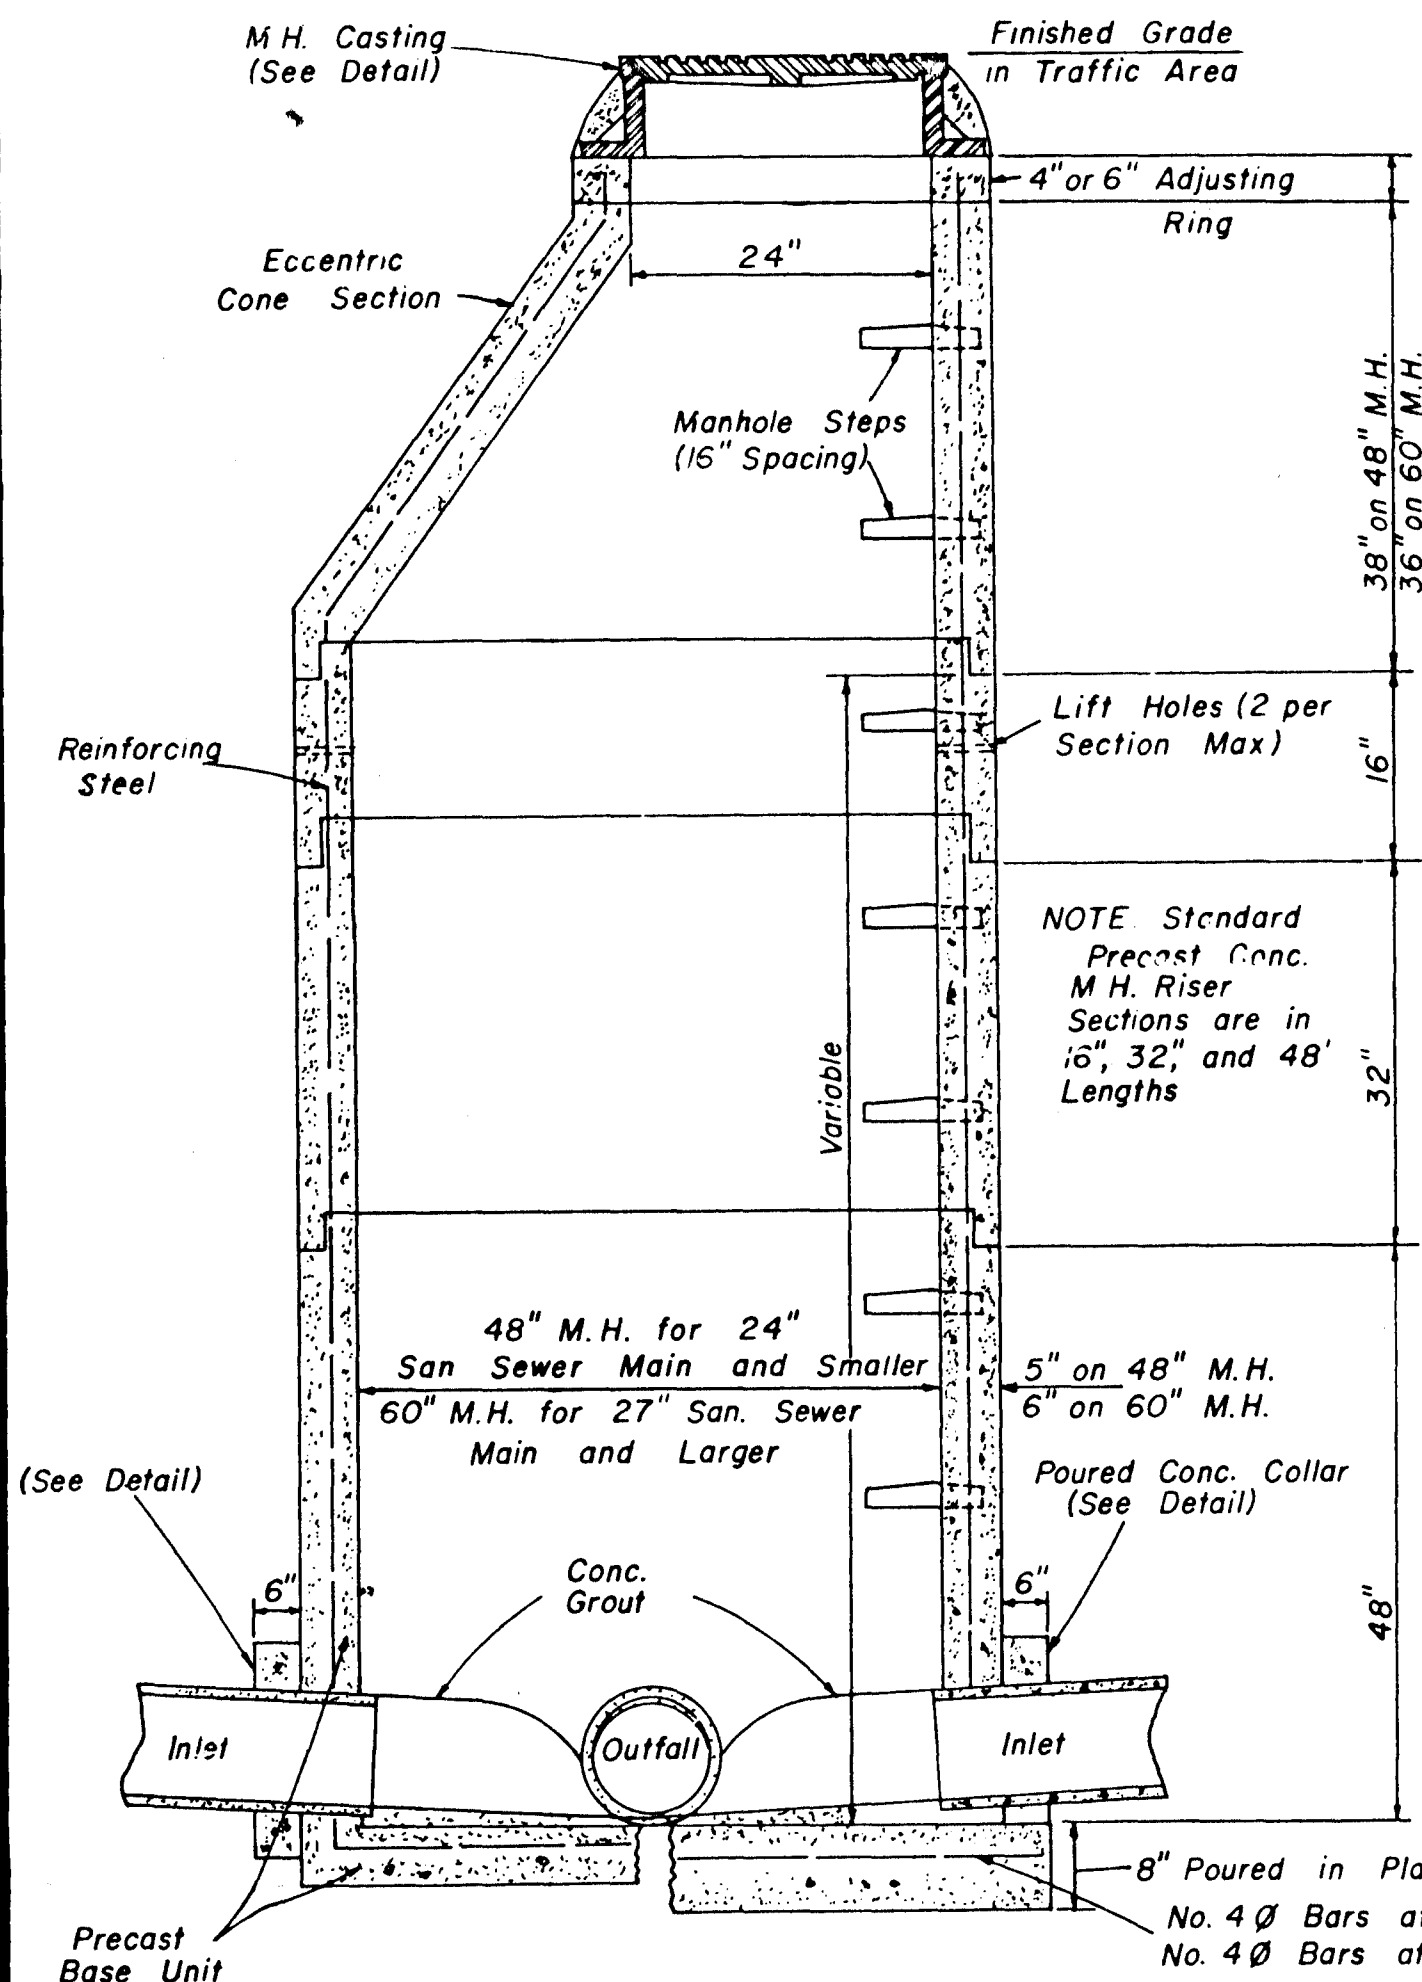 M.H. Casting
(See Detail)
Finished Grade
in Traffic Area
4" or 6" Adjusting
Ring
Eccentric
Cone Section
24"
Manhole Steps
(16" Spacing)
38" on 48" M.H.
36" on 60" M.H.
Lift Holes (2 per
Section Max)
16"
Reinforcing
Steel
NOTE Standard
Precast Conc.
M H. Riser
Sections are in
16", 32," and 48'
Lengths
32"
Variable
48" M.H. for 24"
San Sewer Main and Smaller
60" M.H. for 27" San. Sewer
Main and Larger
5" on 48" M.H.
6" on 60" M.H.
(See Detail)
Poured Conc. Collar
(See Detail)
6"
Conc.
Grout
6"
48"
Inlet
Outfall
Inlet
8" Poured in
No. 4 Ø Bars
No. 4 Ø Bars
Precast
Base Unit